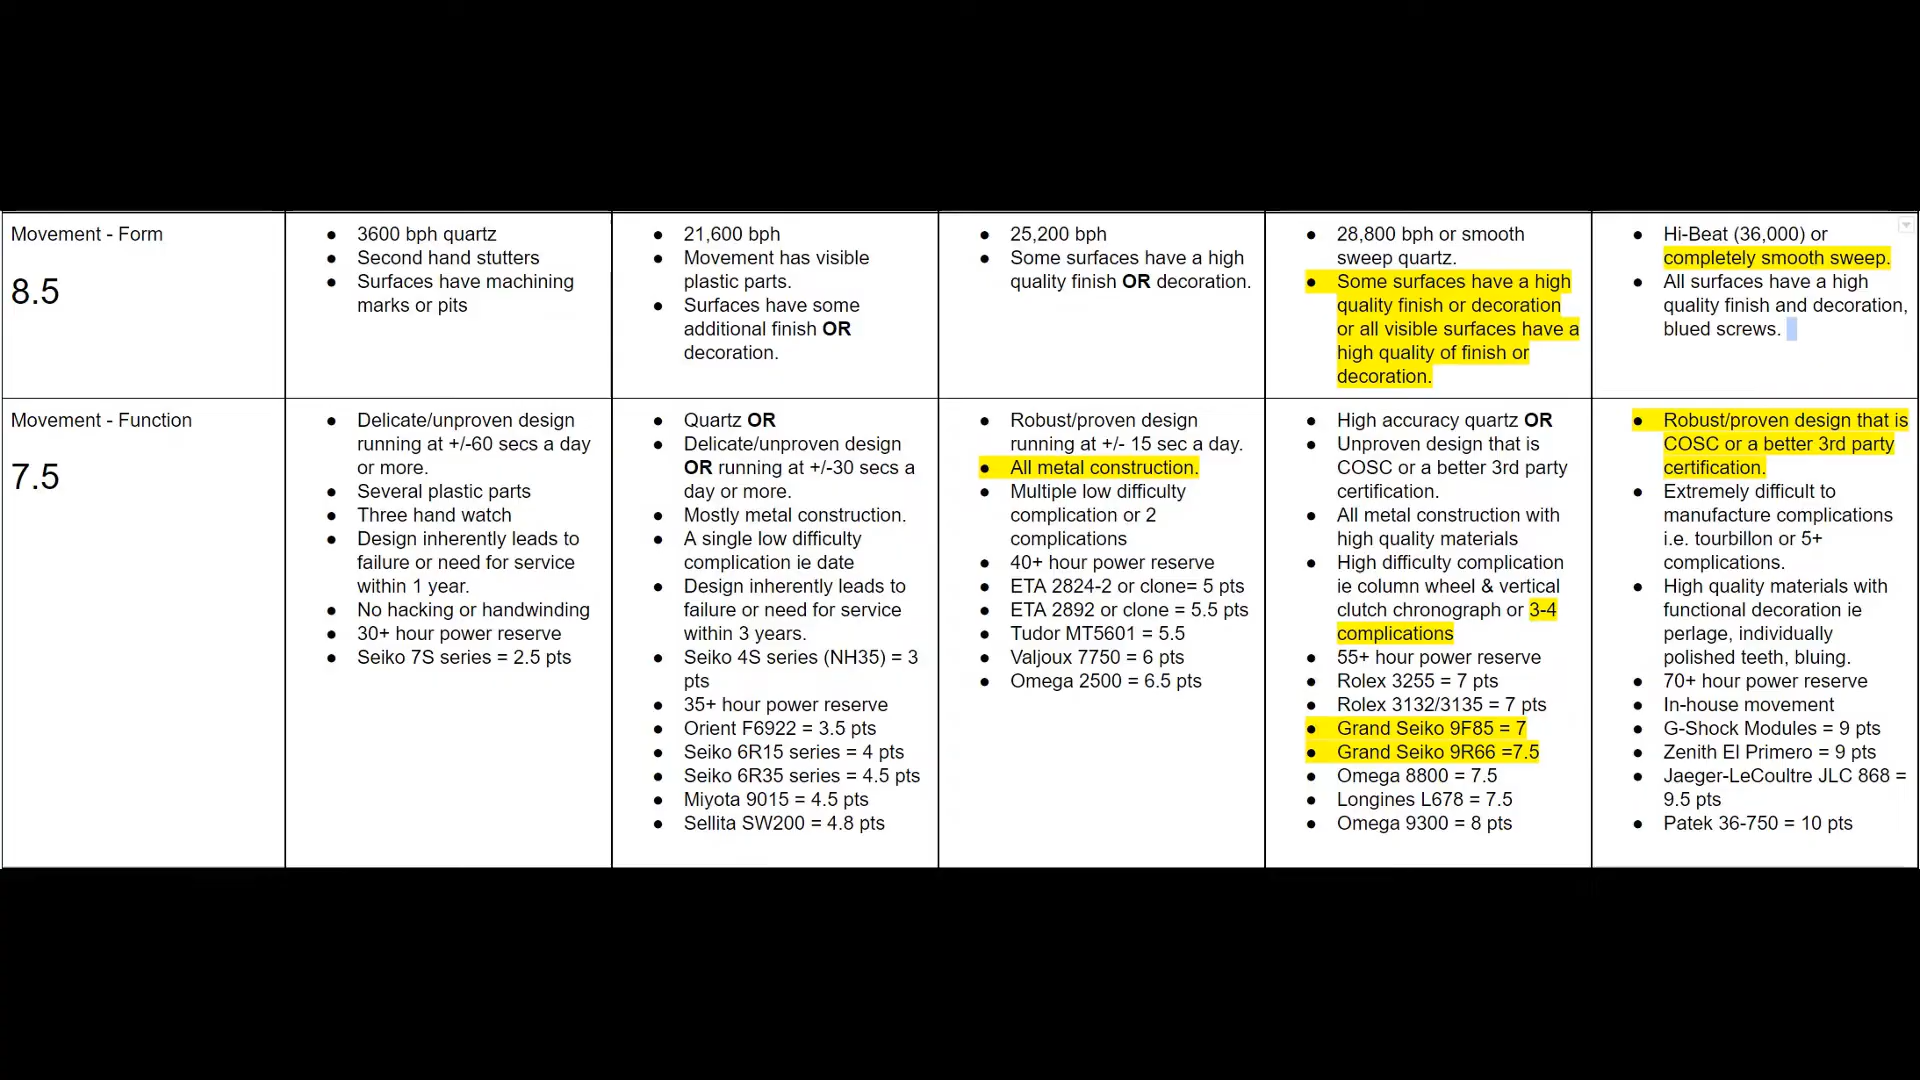 Movement - Form
8.5
● 3600 bph quartz
● Second hand stutters
● Surfaces have machining
marks or pits
● 21,600 bph
● Movement has visible
plastic parts.
● Surfaces have some
additional finish OR
decoration.
● 25,200 bph
● Some surfaces have a high
quality finish OR decoration.
● 28,800 bph or smooth
sweep quartz.
● Some surfaces have a high
quality finish or decoration
or all visible surfaces have a
high quality of finish or
decoration.
● Hi-Beat (36,000) or
completely smooth sweep.
● All surfaces have a high
quality finish and decoration,
blued screws.
Movement - Function
7.5
● Delicate/unproven design
running at +/-60 secs a day
or more.
● Several plastic parts
● Three hand watch
● Design inherently leads to
failure or need for service
within 1 year.
● No hacking or handwinding
● 30+ hour power reserve
● Seiko 7S series = 2.5 pts
● Quartz OR
● Delicate/unproven design
OR running at +/-30 secs a
day or more.
● Mostly metal construction.
● A single low difficulty
complication ie date
● Design inherently leads to
failure or need for service
within 3 years.
● Seiko 4S series (NH35) = 3
pts
● 35+ hour power reserve
● Orient F6922 = 3.5 pts
● Seiko 6R15 series = 4 pts
● Seiko 6R35 series = 4.5 pts
● Miyota 9015 = 4.5 pts
● Sellita SW200 = 4.8 pts
● Robust/proven design
running at +/- 15 sec a day.
● All metal construction.
● Multiple low difficulty
complication or 2
complications
● 40+ hour power reserve
● ETA 2824-2 or clone= 5 pts
● ETA 2892 or clone = 5.5 pts
● Tudor MT5601 = 5.5
● Valjoux 7750 = 6 pts
● Omega 2500 = 6.5 pts
● High accuracy quartz OR
● Unproven design that is
COSC or a better 3rd party
certification.
● All metal construction with
high quality materials
● High difficulty complication
ie column wheel & vertical
clutch chronograph or 3-4
complications
● 55+ hour power reserve
● Rolex 3255 = 7 pts
● Rolex 3132/3135 = 7 pts
● Grand Seiko 9F85 = 7
● Grand Seiko 9R66 =7.5
● Omega 8800 = 7.5
● Longines L678 = 7.5
● Omega 9300 = 8 pts
● Robust/proven design that is
COSC or a better 3rd party
certification.
● Extremely difficult to
manufacture complications
i.e. tourbillon or 5+
complications.
● High quality materials with
functional decoration ie
perlage, individually
polished teeth, bluing.
● 70+ hour power reserve
● In-house movement
● G-Shock Modules = 9 pts
● Zenith El Primero = 9 pts
● Jaeger-LeCoultre JLC 868 =
9.5 pts
● Patek 36-750 = 10 pts